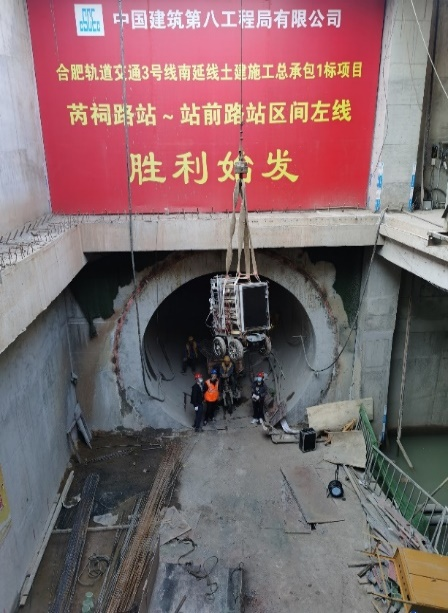 中国建筑第八工程局有限公司
合肥轨道交通3号线南延线土建施工总承包1标项目
芮祠路站～站前路站区间左线
胜利始发